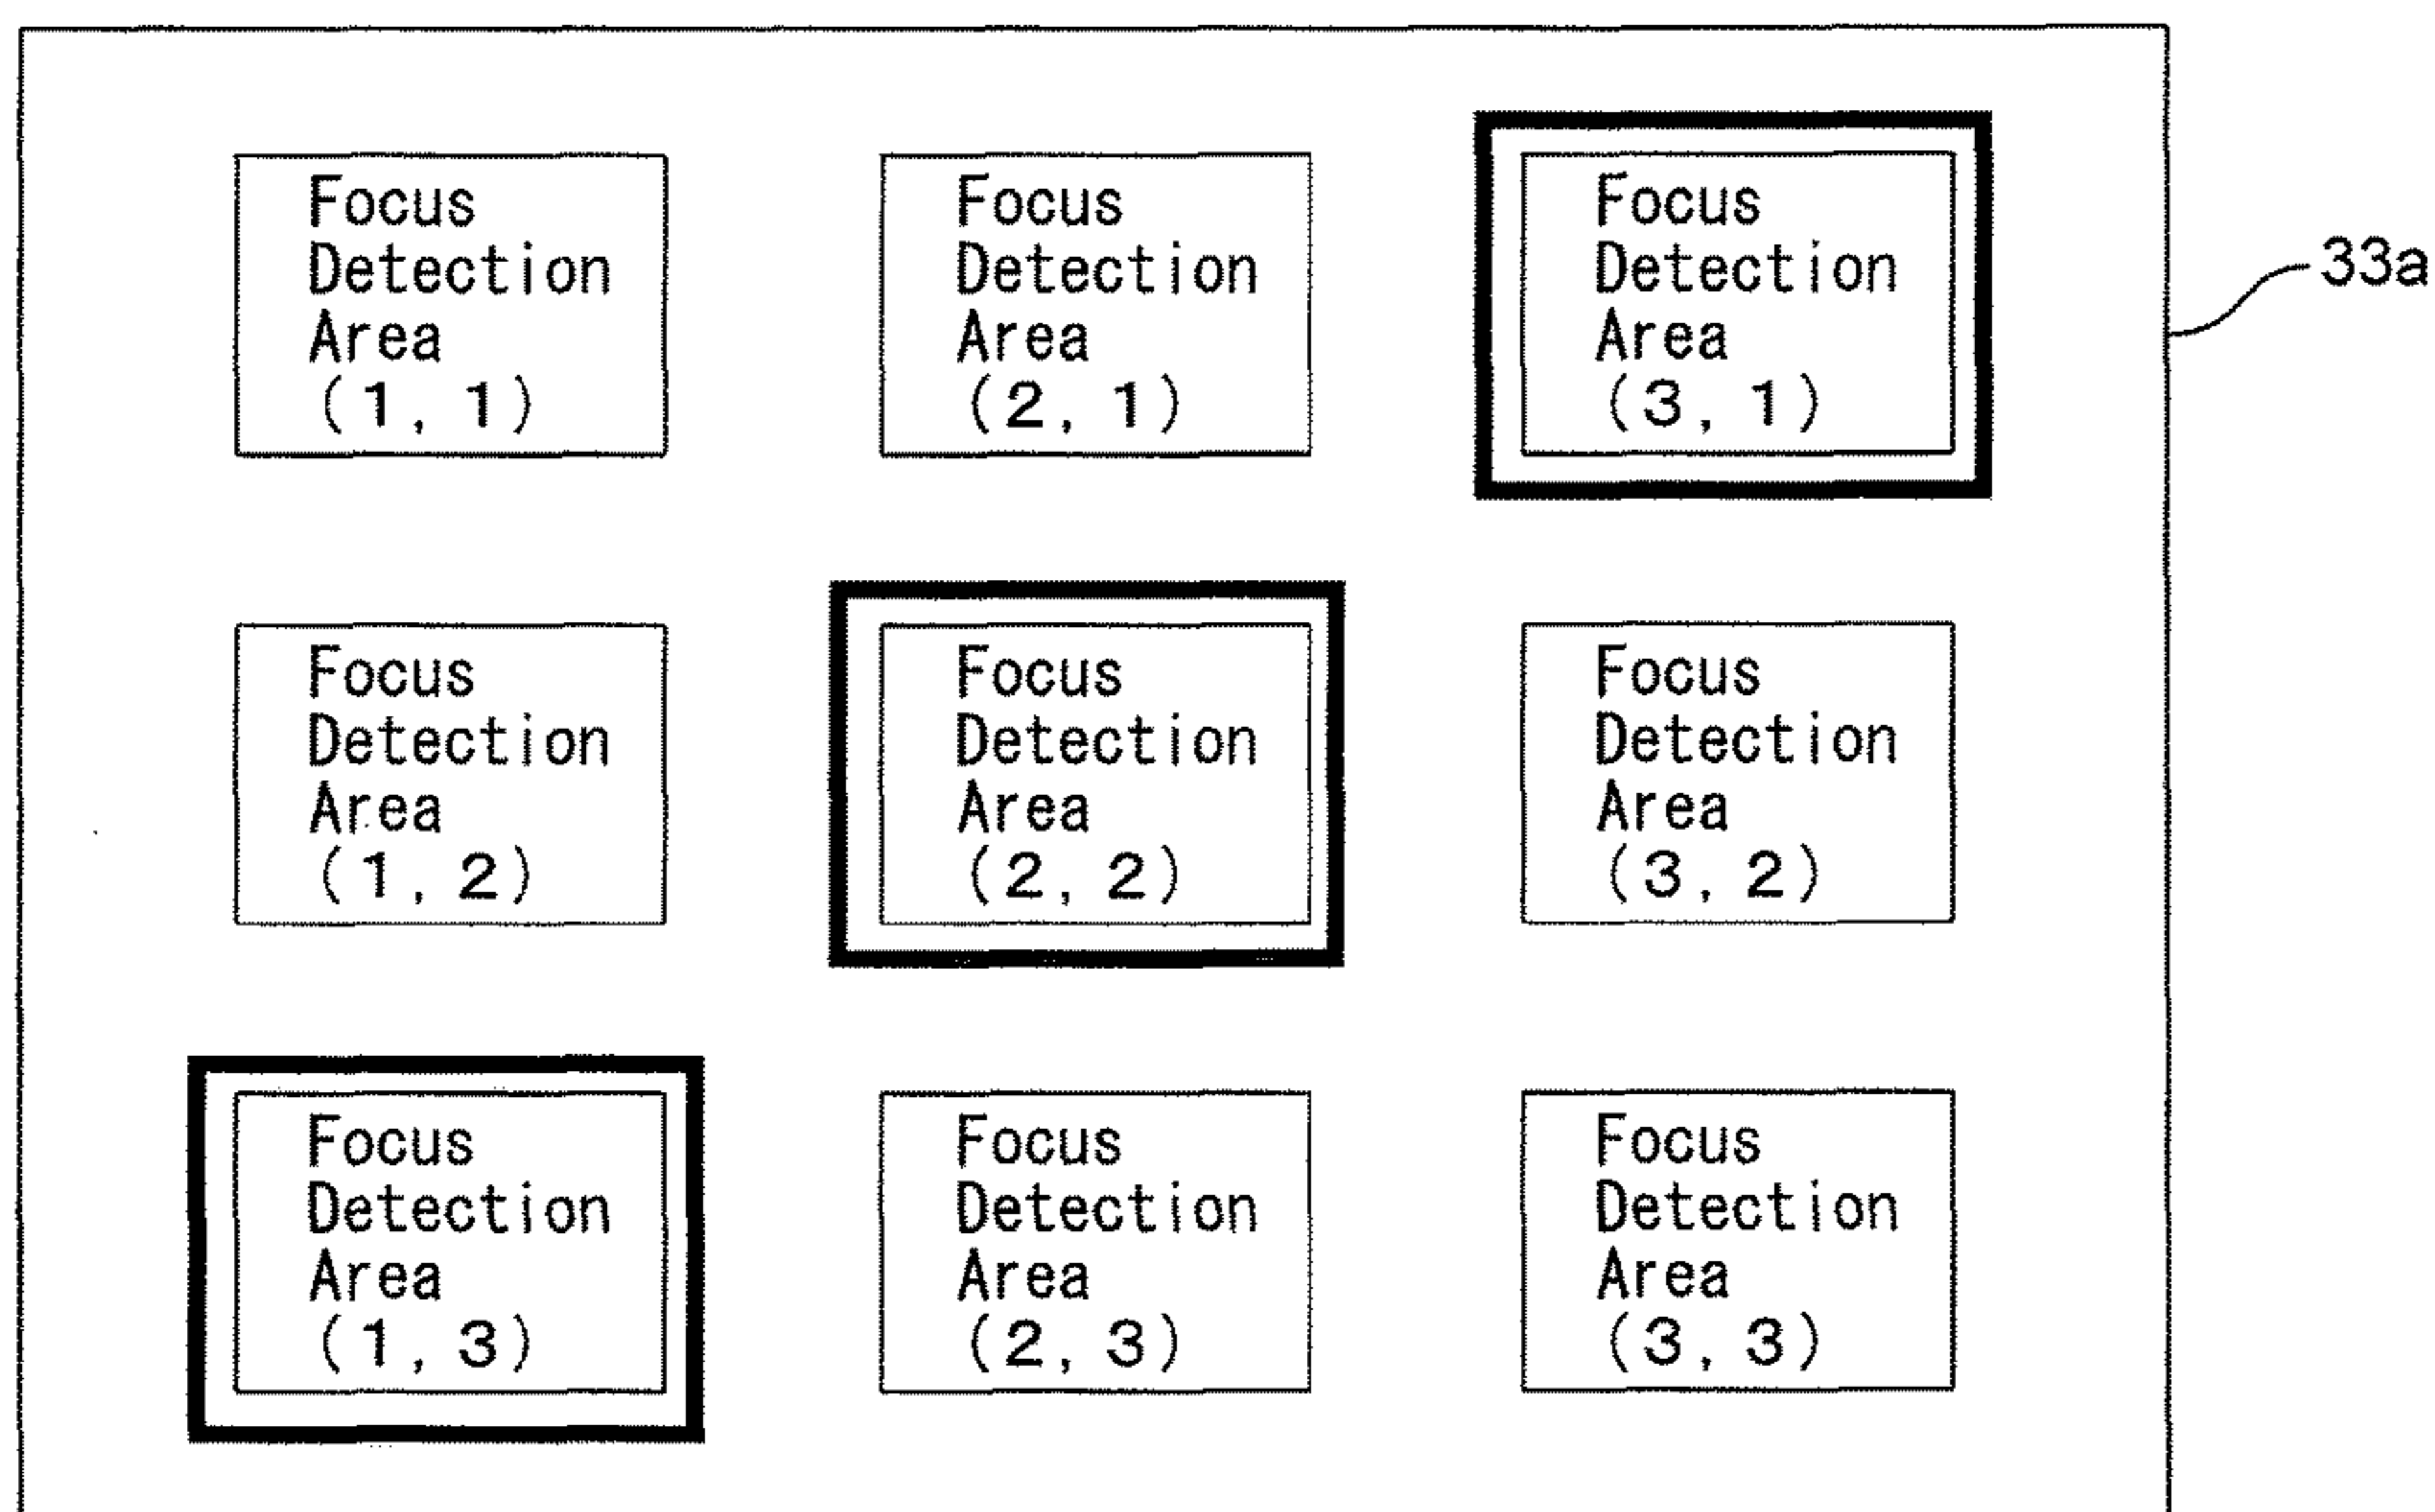 Focus
Detection
Area
(1, 1)
Focus
Detection
Area
(2, 1)
Focus
Detection
Area
(3, 1)
33a
Focus
Detection
Area
(1, 2)
Focus
Detection
Area
(2, 2)
Focus
Detection
Area
(3, 2)
Focus
Detection
Area
(1, 3)
Focus
Detection
Area
(2, 3)
Focus
Detection
Area
(3, 3)